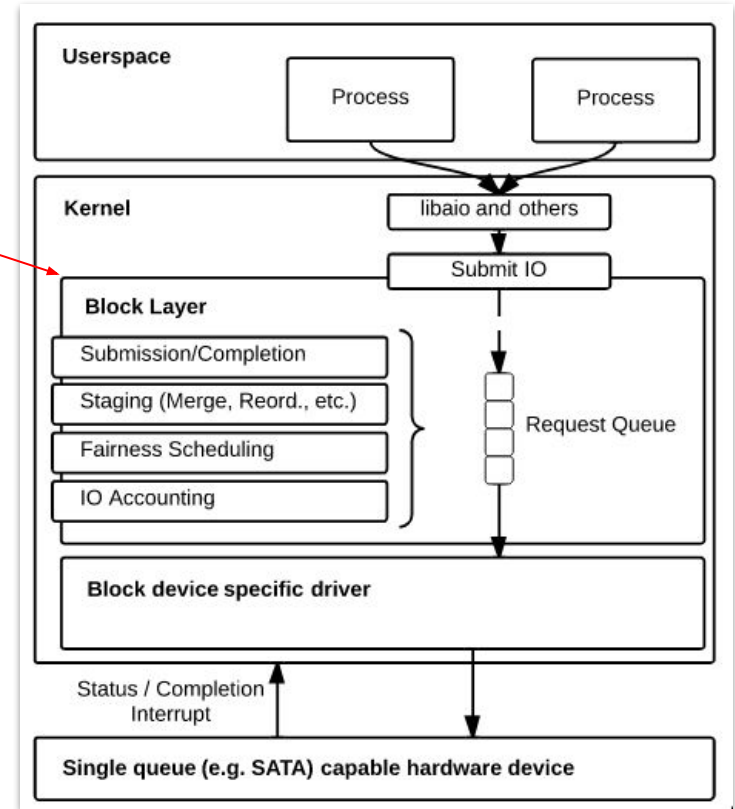 Userspace
Process
Process
Kernel
libaio and others
Submit IO
Block Layer
Submission/Completion
Staging (Merge, Reord., etc.)
Fairness Scheduling
IO Accounting
Request Queue
Block device specific driver
Status / Completion
Interrupt
Single queue (e.g. SATA) capable hardware device